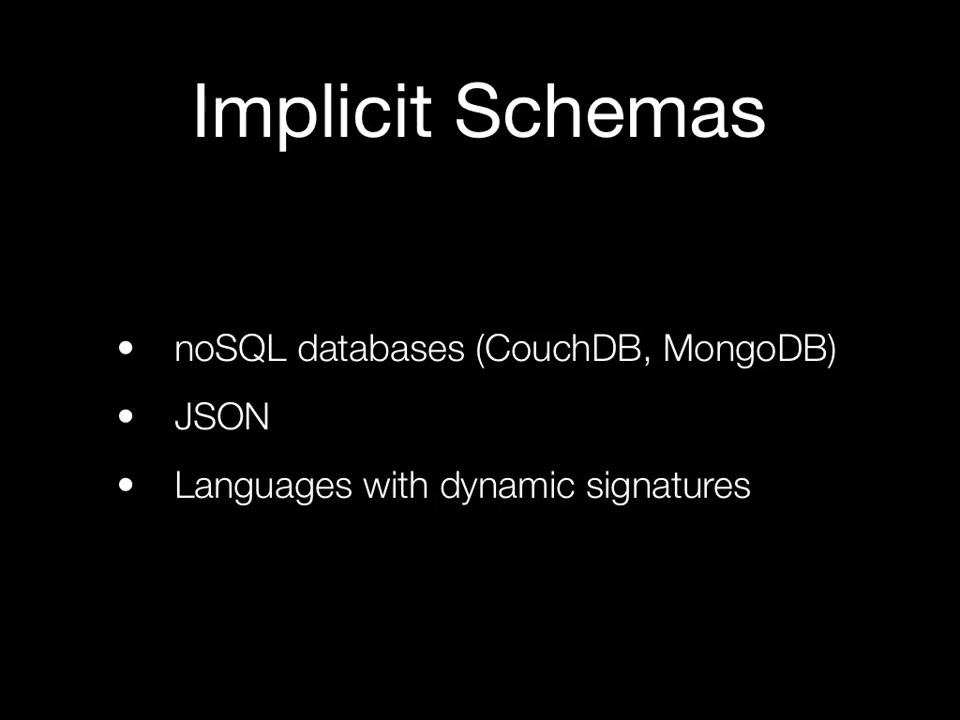 Implicit Schemas
• noSQL databases (CouchDB, MongoDB)
• JSON
• Languages with dynamic signatures